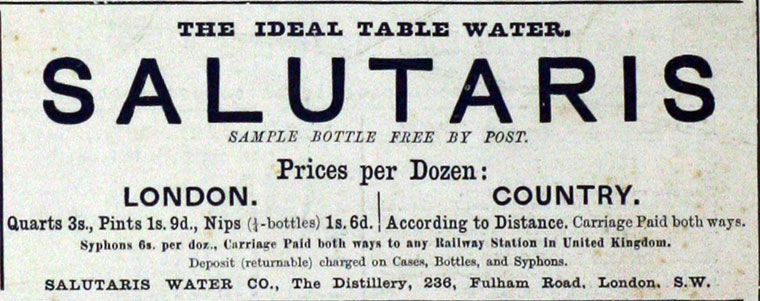 THE IDEAL TABLE WATER.
SALUTARIS
SAMPLE BOTTLE FREE BY POST.
Prices per Dozen:
LONDON.
Quarts 3s., Pints 1s. 9d., Nips (¼-bottles) 1s. 6d.
COUNTRY.
According to Distance. Carriage Paid both ways.
Syphons 6s. per doz., Carriage Paid both ways to any Railway Station in United Kingdom.
Deposit (returnable) charged on Cases, Bottles, and Syphons.
SALUTARIS WATER CO., The Distillery, 236, Fulham Road, London, S.W.